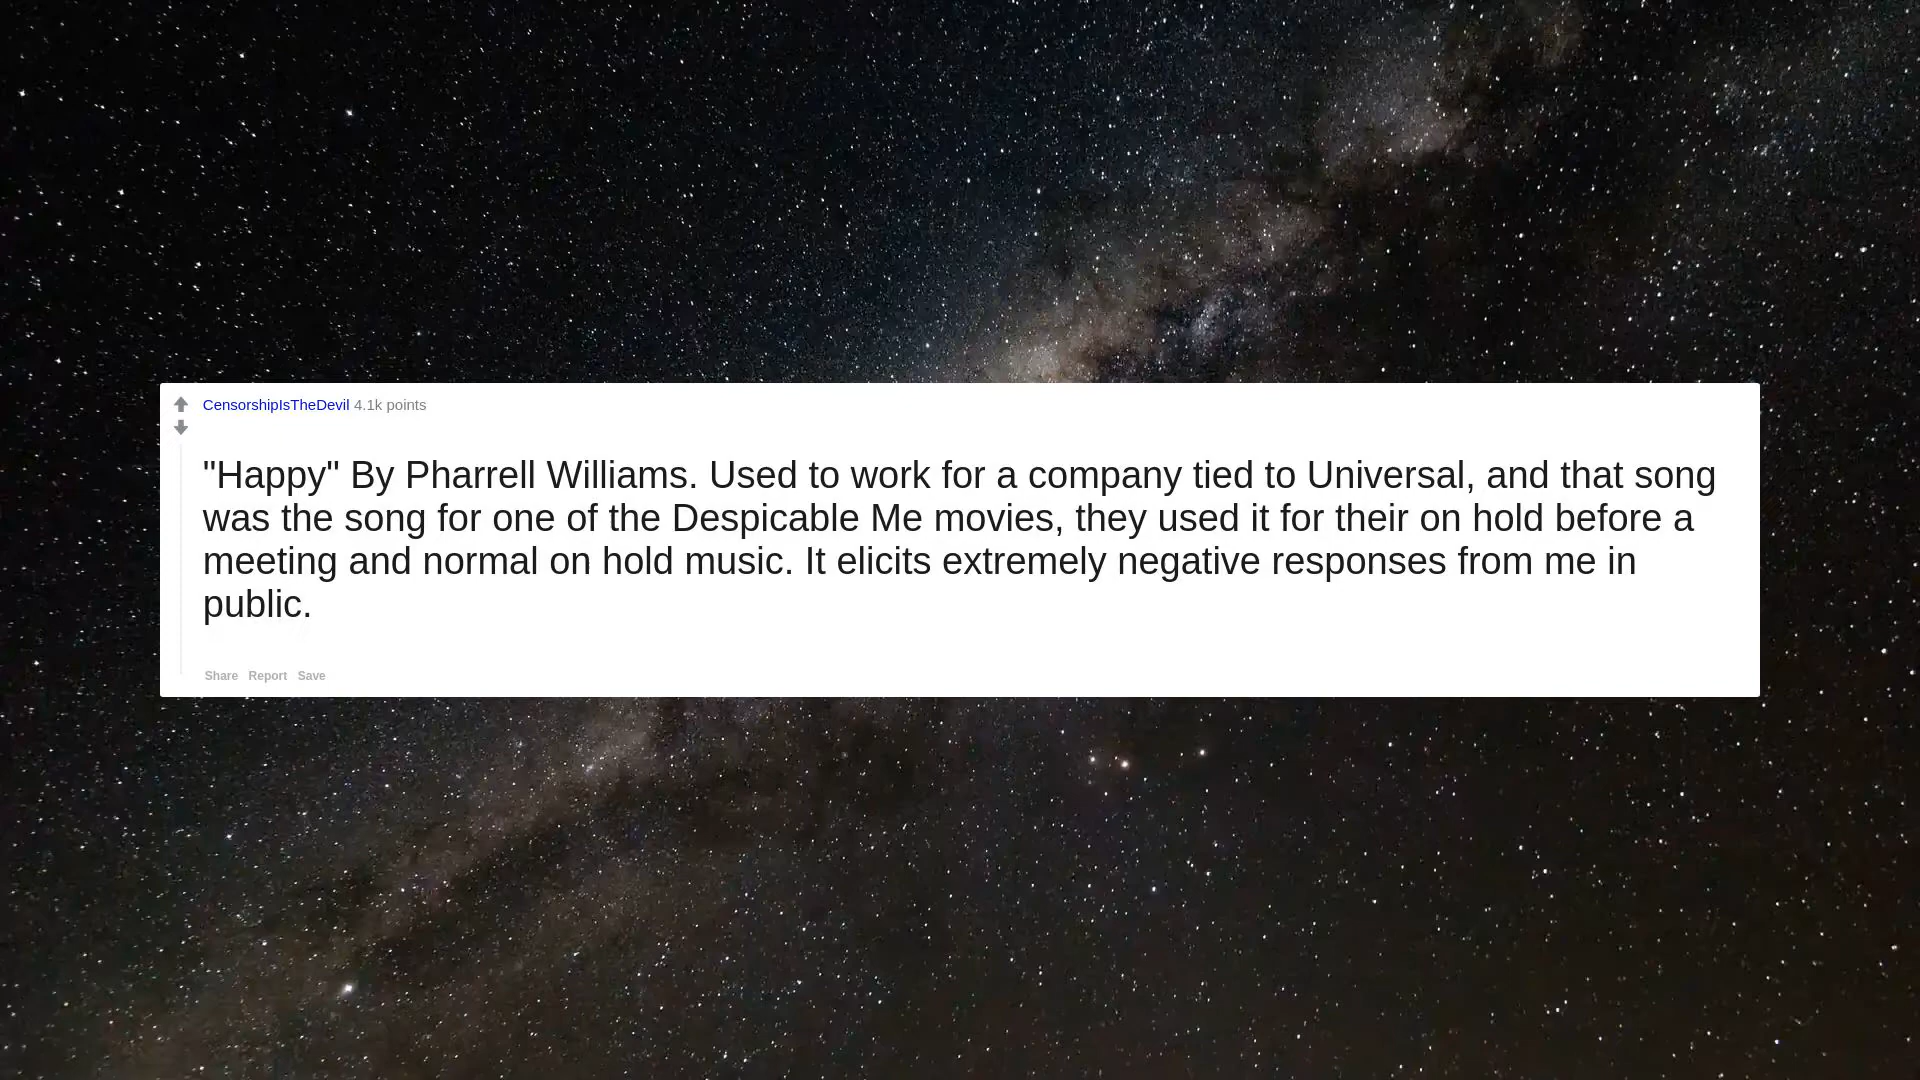 CensorshipIsTheDevil 4.1k points
"Happy" By Pharrell Williams. Used to work for a company tied to Universal, and that song
was the song for one of the Despicable Me movies, they used it for their on hold before a
meeting and normal on hold music. It elicits extremely negative responses from me in
public.
Share Report Save